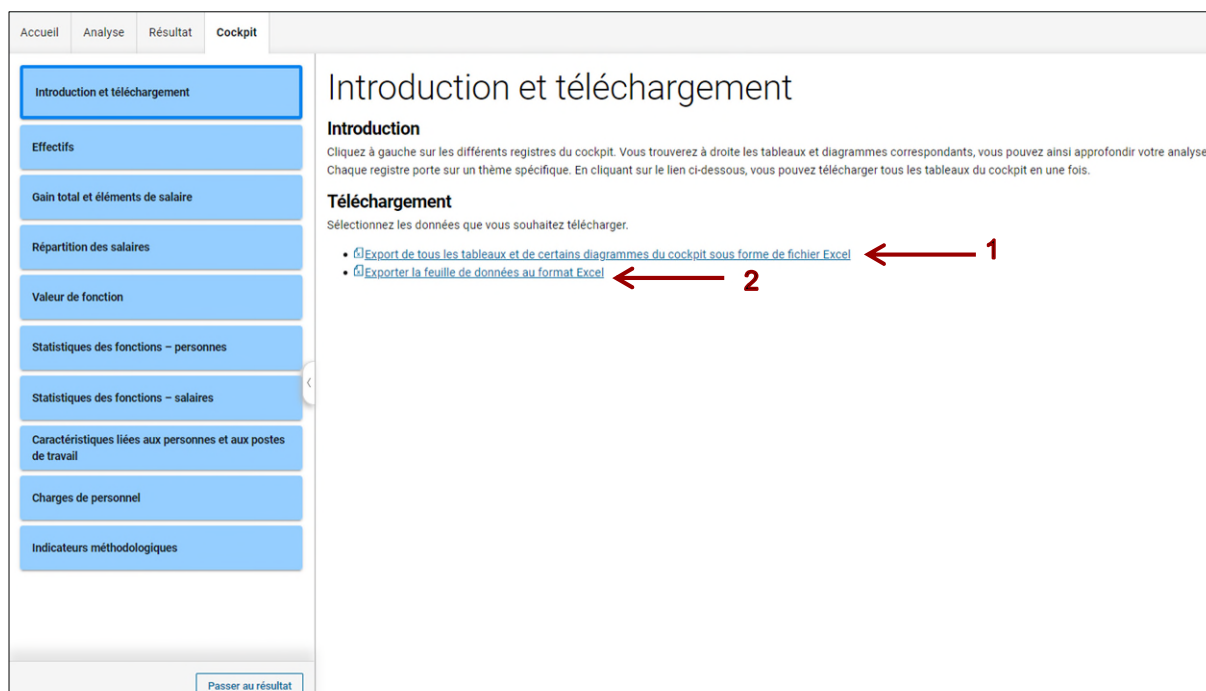 Accueil Analyse Résultat Cockpit
Introduction et téléchargement
Effectifs
Gain total et éléments de salaire
Répartition des salaires
Valeur de fonction
Statistiques des fonctions – personnes
Statistiques des fonctions – salaires
Caractéristiques liées aux personnes et aux postes
de travail
Charges de personnel
Indicateurs méthodologiques
Passer au résultat
Introduction et téléchargement
Introduction
Cliquez à gauche sur les différents registres du cockpit. Vous trouverez à droite les tableaux et diagrammes correspondants, vous pouvez ainsi approfondir votre analyse
Chaque registre porte sur un thème spécifique. En cliquant sur le lien ci-dessous, vous pouvez télécharger tous les tableaux du cockpit en une fois.
Téléchargement
Sélectionnez les données que vous souhaitez télécharger.
• Export de tous les tableaux et de certains diagrammes du cockpit sous forme de fichier Excel 1
• Exporter la feuille de données au format Excel 2